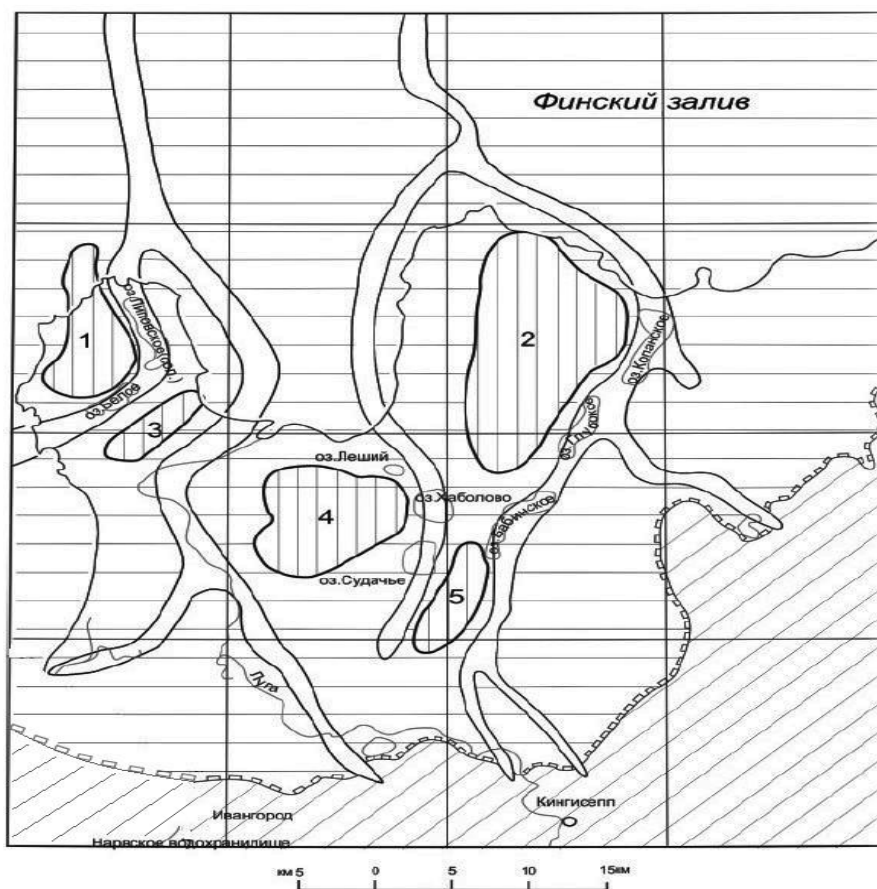 Финский залив
оз.Липовское(сол.)
1
2
оз.Копанское
оз.Белое
3
оз.Глубокое
оз.Леший
оз.Хаболово
4
оз.Бабинское
оз.Судачье
5
Луга
Ивангород
Кингисепп
Нарвское водохранилище
км 5 0 5 10 15км